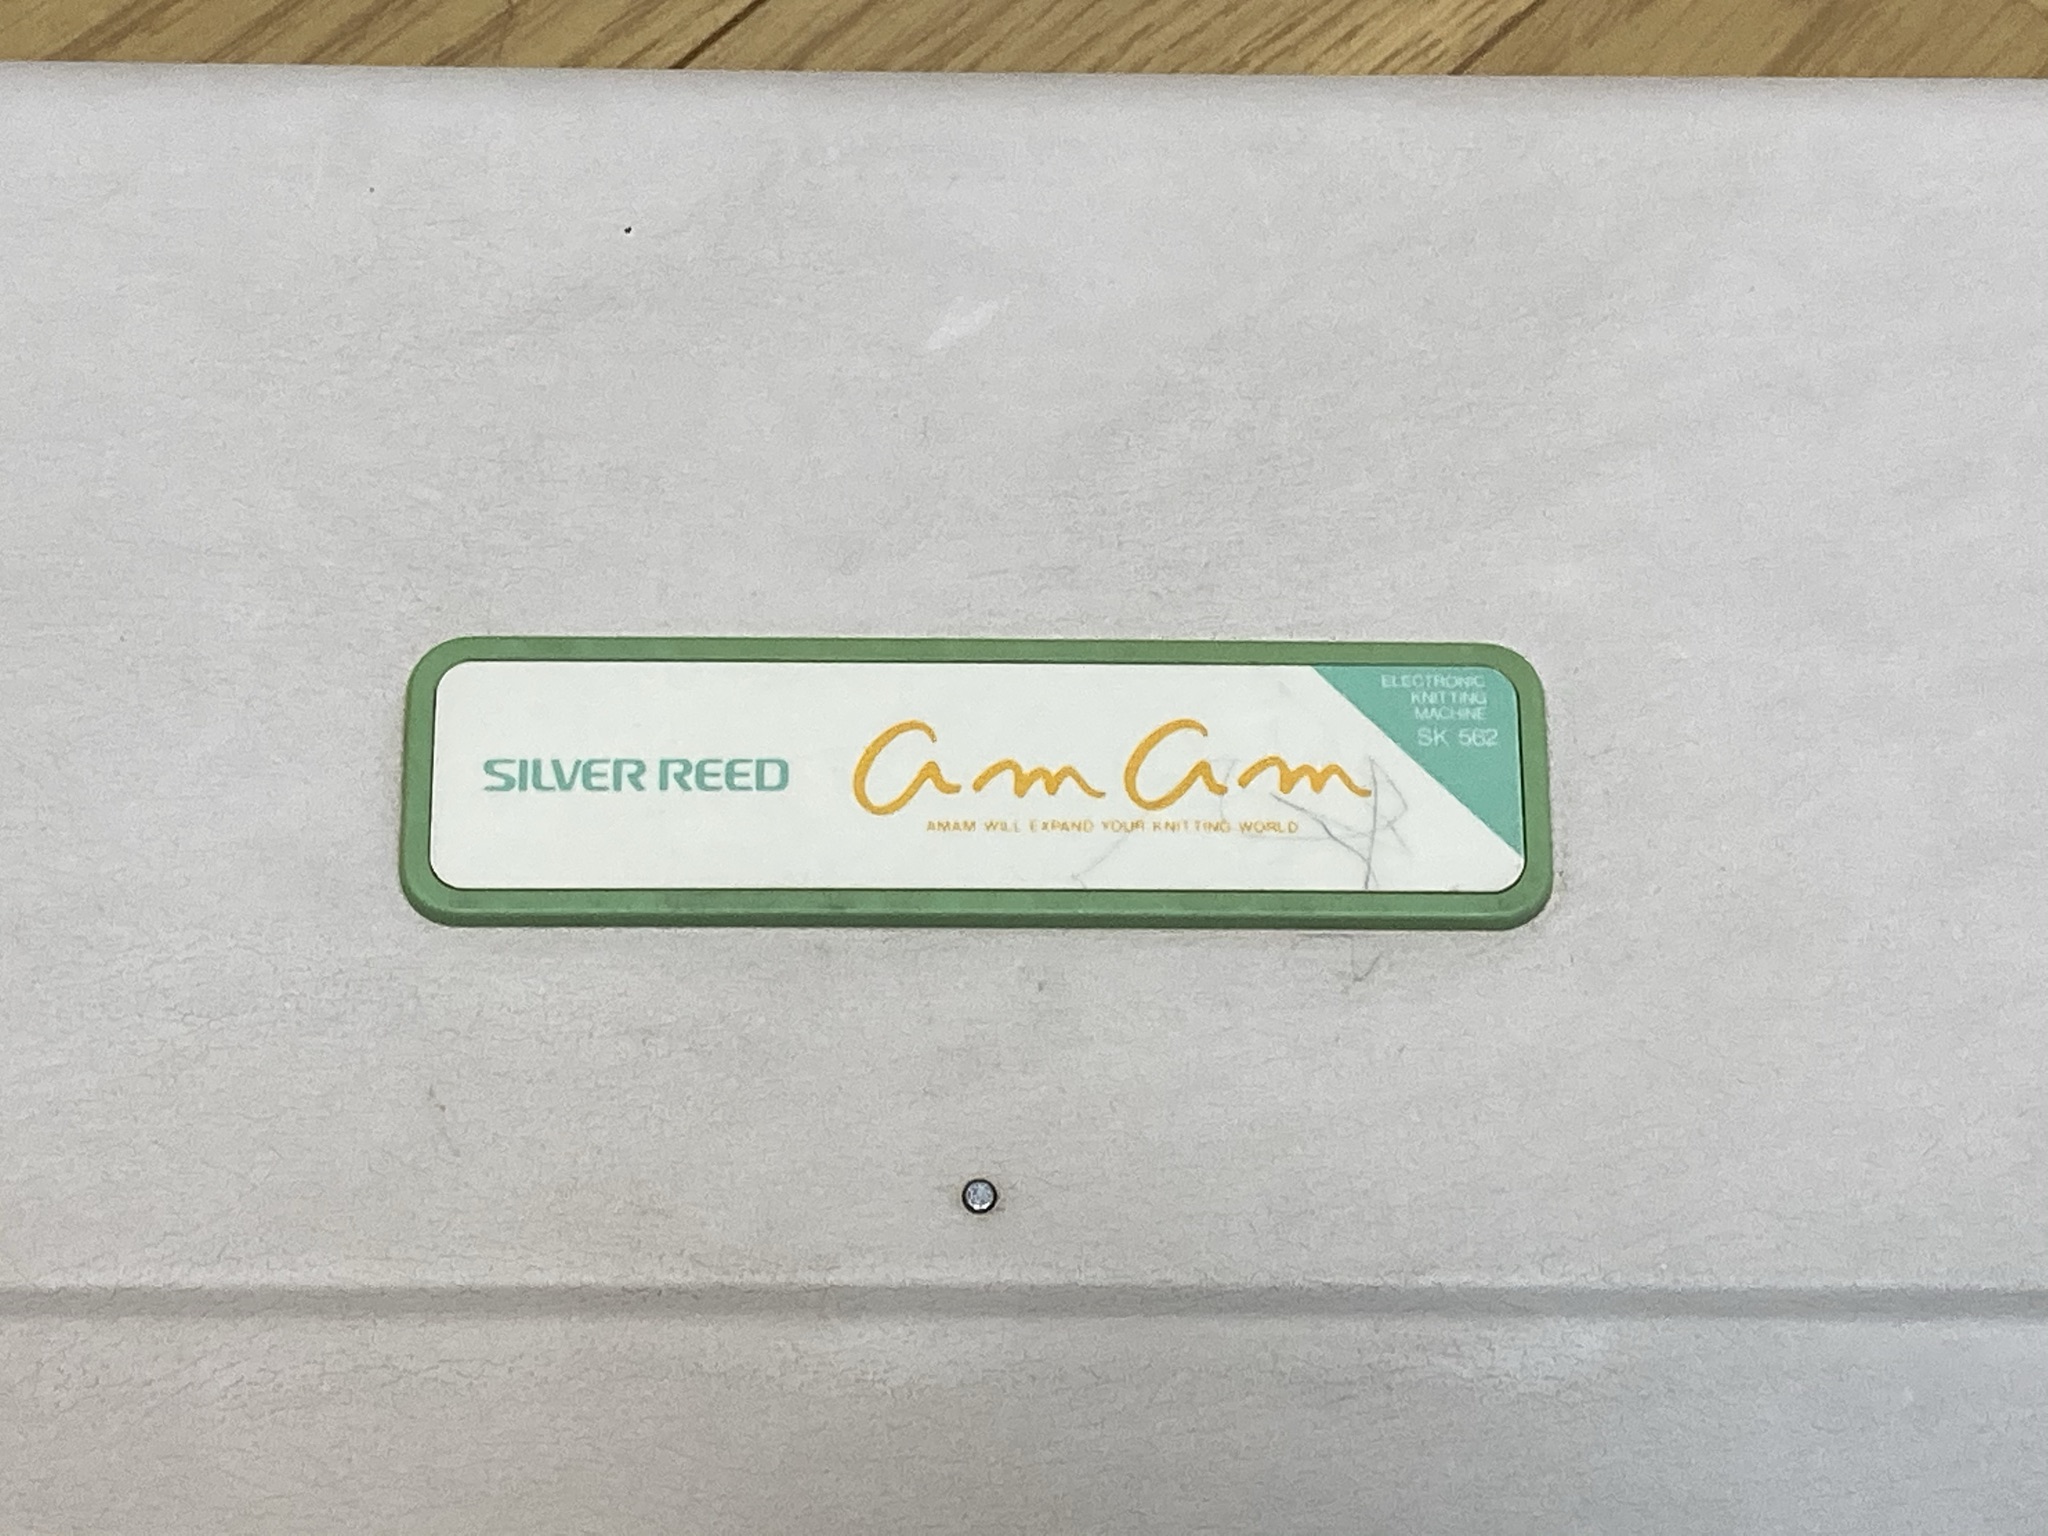 SILVER REED
am am
AMAM WILL EXPAND YOUR KNITTING WORLD
ELECTRONIC
KNITTING
MACHINE
SK 562